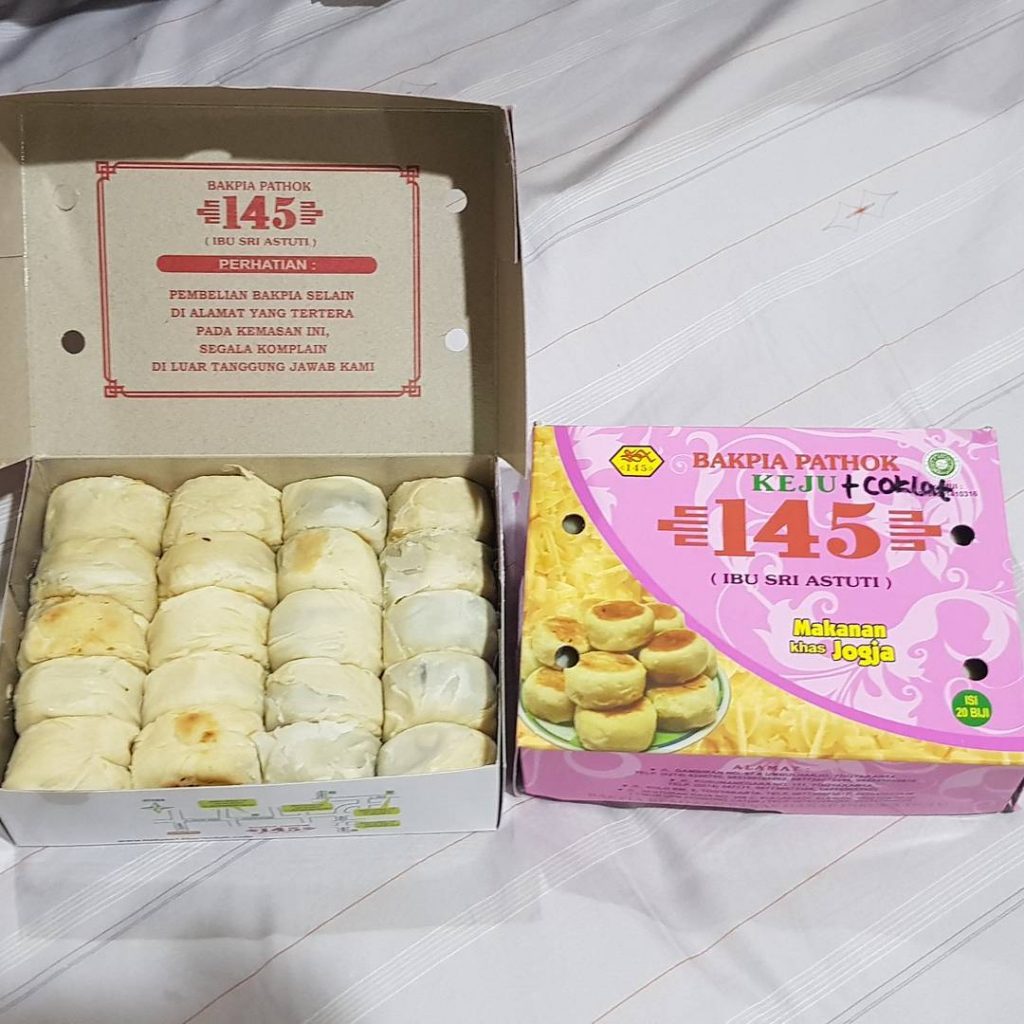 BAKPIA PATHOK
145
( IBU SRI ASTUTI )
PERHATIAN :
PEMBELIAN BAKPIA SELAIN
DI ALAMAT YANG TERTERA
PADA KEMASAN INI,
SEGALA KOMPLAIN
DI LUAR TANGGUNG JAWAB KAMI
145
145
BAKPIA PATHOK
KEJU + COKLat
145
( IBU SRI ASTUTI )
Makanan
khas Jogja
ISI
20 BIJI
ALAMAT